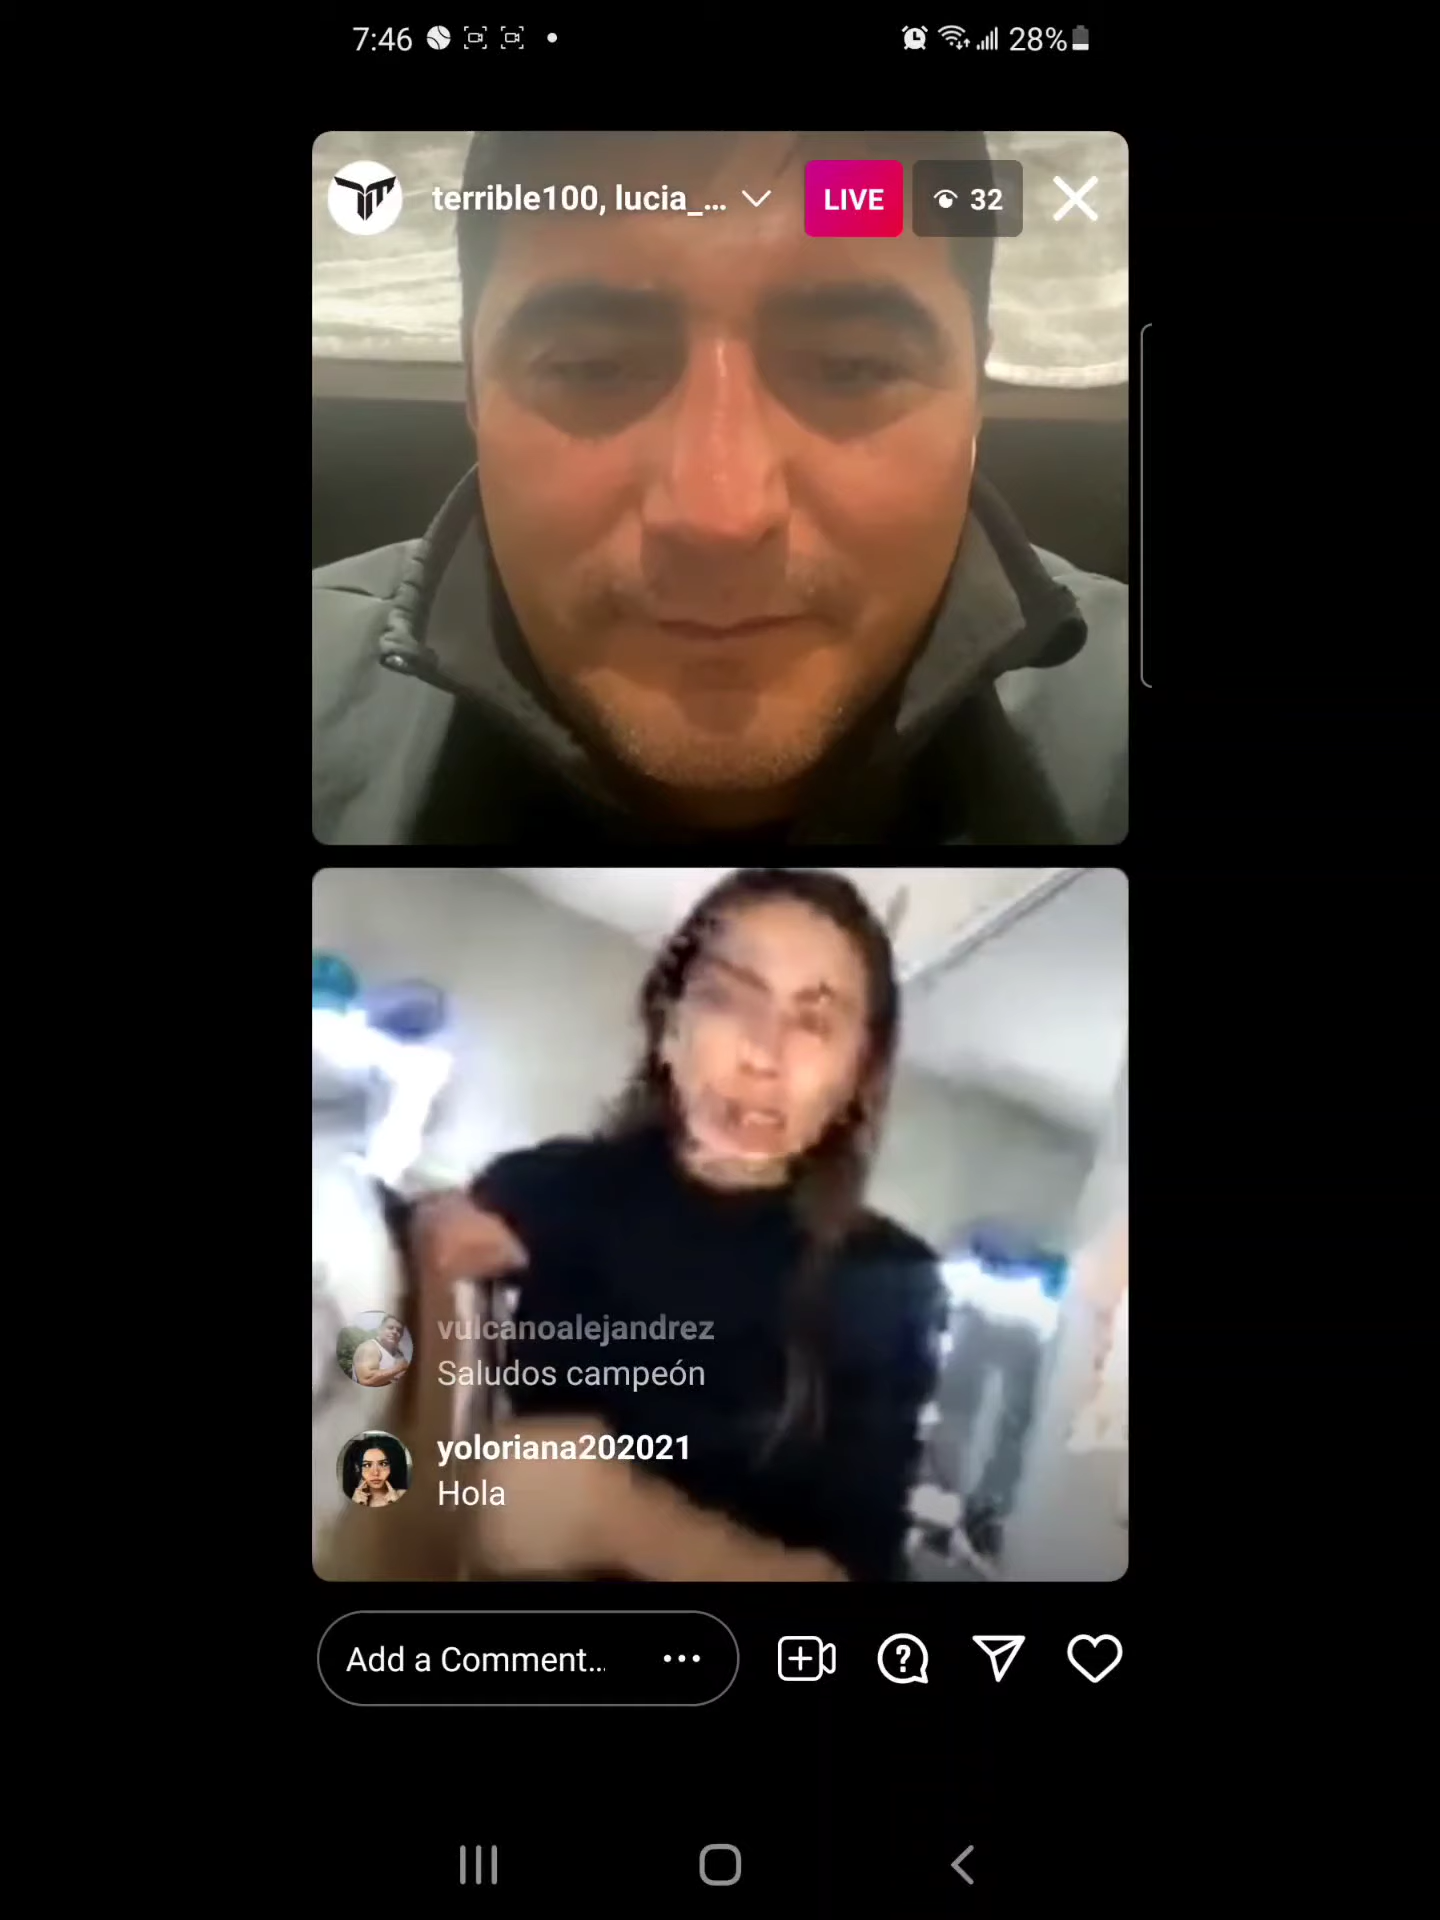 7:46
28%
terrible100, lucia_...
LIVE
32
vulcanoalejandrez
Saludos campeón
yoloriana202021
Hola
Add a Comment...